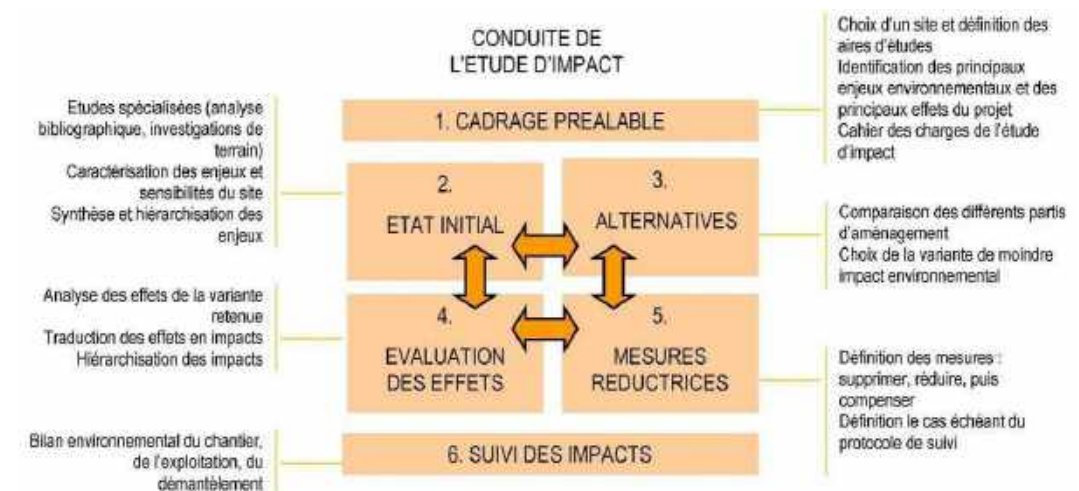 CONDUITE DE
L'ETUDE D'IMPACT
Choix d'un site et définition des
aires d'études
Identification des principaux
enjeux environnementaux et des
principaux effets du projet
Cahier des charges de l'étude
d'impact
1. CADRAGE PREALABLE
Etudes spécialisées (analyse
bibliographique, investigations de
terrain)
Caractérisation des enjeux et
sensibilités du site
Synthèse et hiérarchisation des
enjeux
2.
ETAT INITIAL
3.
ALTERNATIVES
Comparaison des différents partis
d'aménagement
Choix de la variante de moindre
impact environnemental
Analyse des effets de la variante
retenue
Traduction des effets en impacts
Hiérarchisation des impacts
4.
EVALUATION
DES EFFETS
5.
MESURES
REDUCTRICES
Définition des mesures :
supprimer, réduire, puis
compenser
Définition le cas échéant du
protocole de suivi
Bilan environnemental du chantier,
de l'exploitation, du
démantèlement
6. SUIVI DES IMPACTS